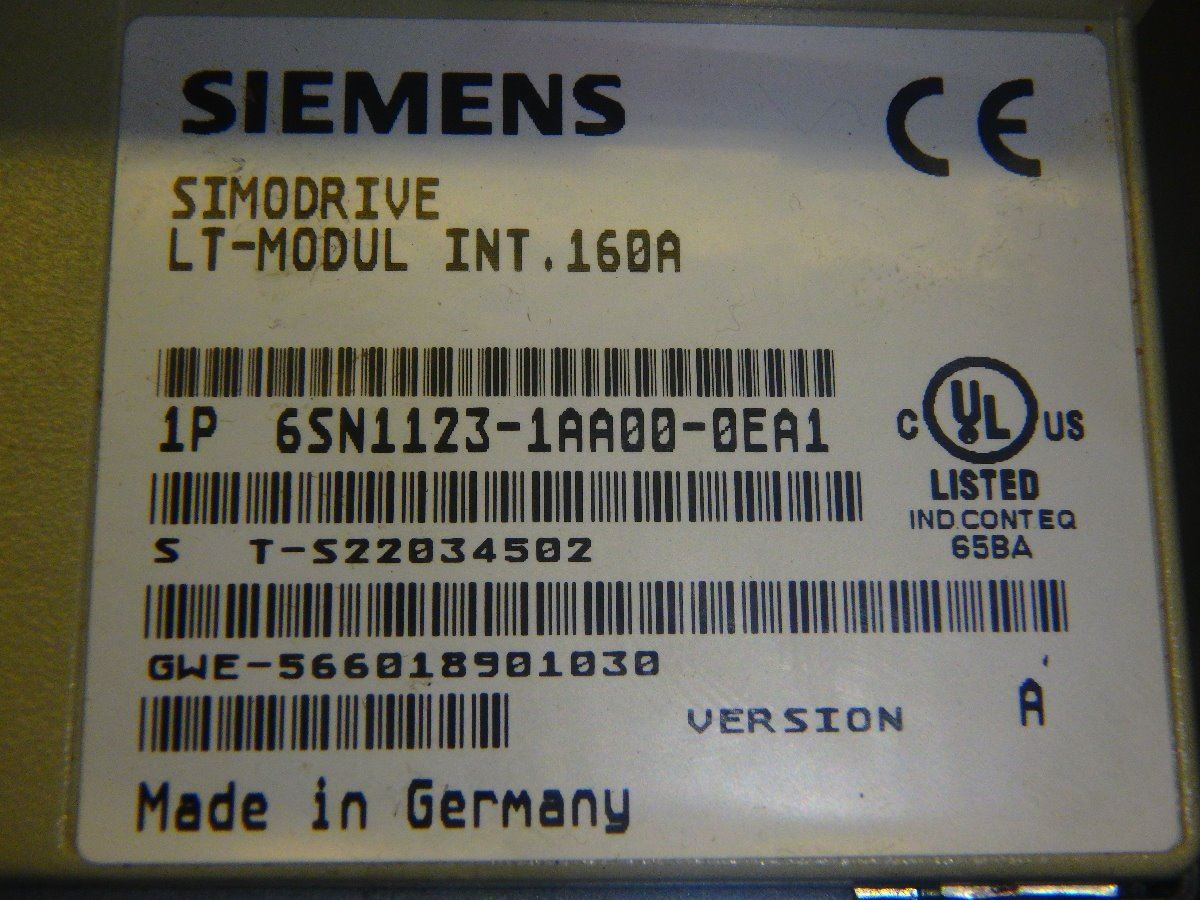 SIEMENS
CE
SIMODRIVE
LT-MODUL INT.160A
1P 6SN1123-1AA00-0EA1
C UL US
LISTED
IND.CONT.EQ
65BA
S T-S22034502
GWE-566018901030
VERSION A
Made in Germany